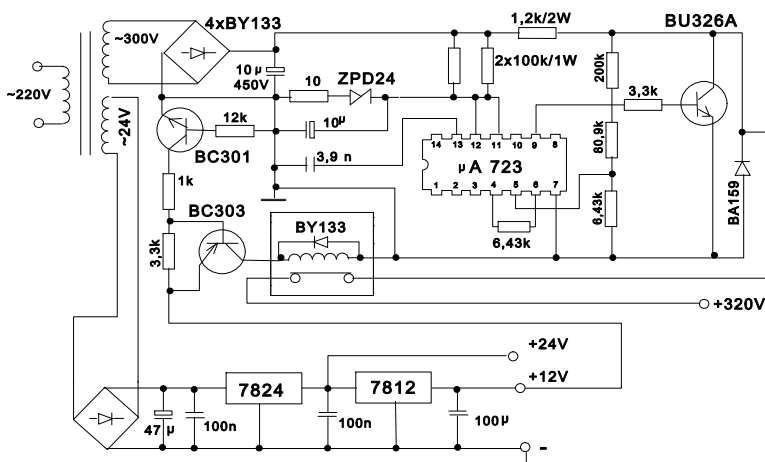 4xBY133
BU326A
~300V
1,2k/2W
~220V
10µ
450V
10
ZPD24
2x100k/1W
200k
3,3k
~24V
12k
10µ
BC301
3,9 n
14 13 12 11 10 9 8
µA 723
1 2 3 4 5 6 7
80,9k
BA159
1k
BC303
BY133
6,43k
6,43k
3,3k
+320V
+24V
7824
7812
+12V
47 µ
100n
100n
100µ
-